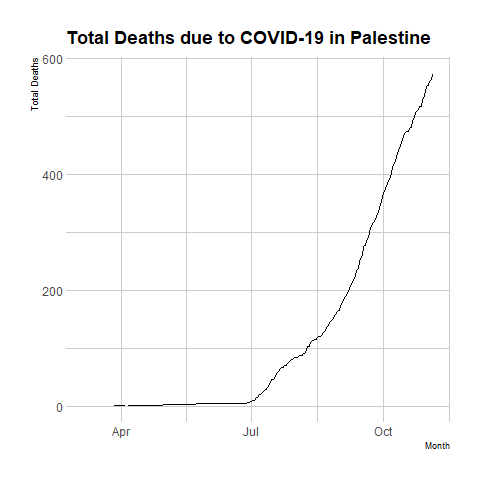 Total Deaths due to COVID-19 in Palestine
Total Deaths
600
400
200
0
Apr Jul Oct
Month